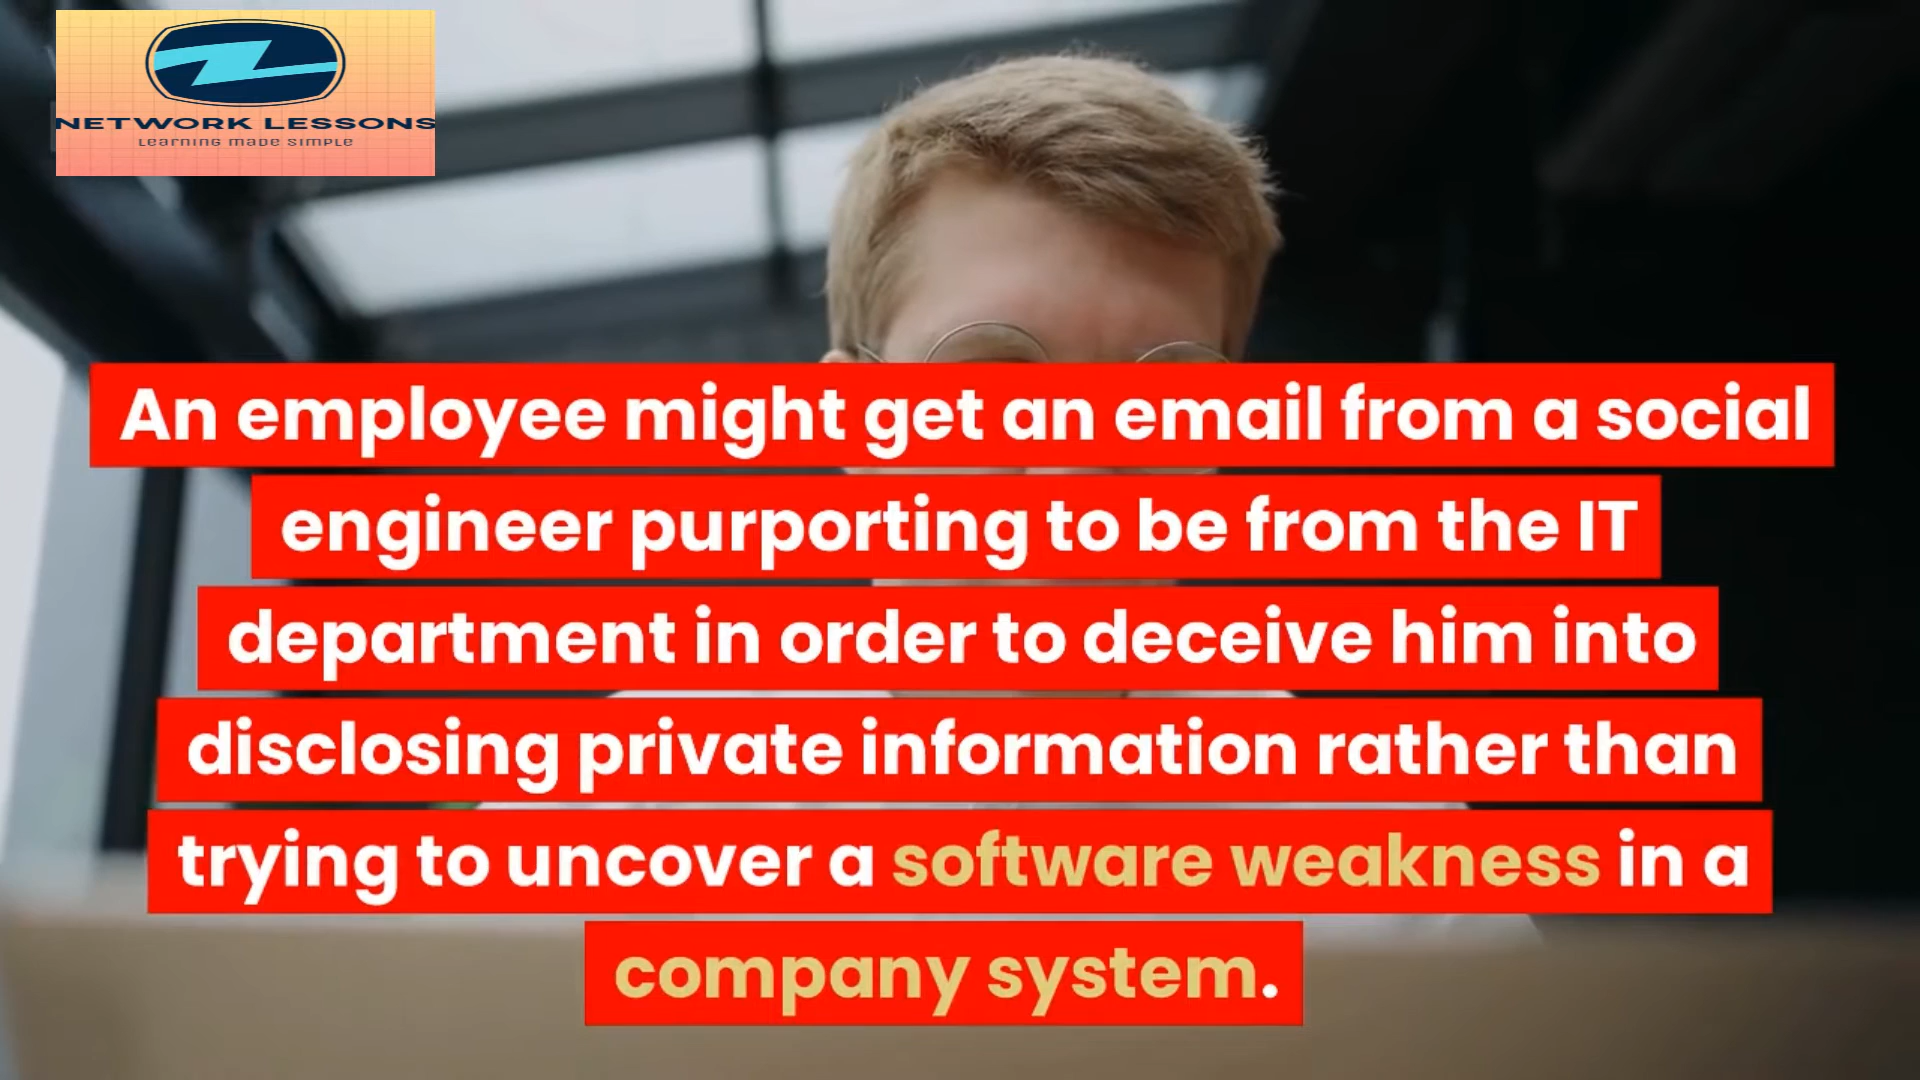 NETWORK LESSONS
Learning made simple
An employee might get an email from a social
engineer purporting to be from the IT
department in order to deceive him into
disclosing private information rather than
trying to uncover a software weakness in a
company system.